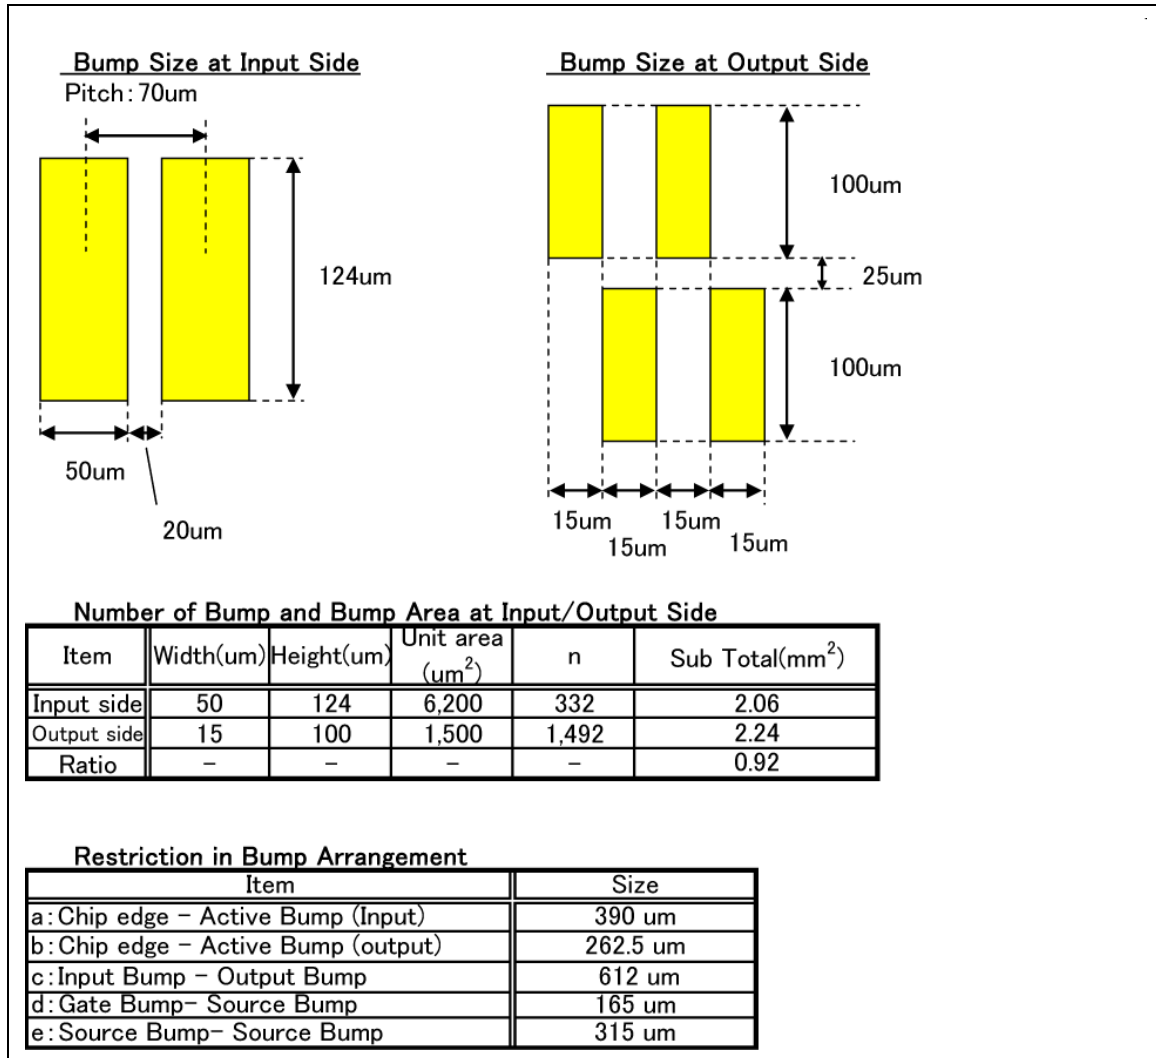 Bump Size at Input Side
Pitch:70um
124um
50um
20um
Bump Size at Output Side
100um
25um
100um
15um
15um
15um
15um
Number of Bump and Bump Area at Input/Output Side
Item Width(um) Height(um) Unit area (um²) n Sub Total(mm²)
Input side 50 124 6,200 332 2.06
Output side 15 100 1,500 1,492 2.24
Ratio - - - - 0.92
Restriction in Bump Arrangement
Item Size
a:Chip edge - Active Bump (Input) 390 um
b:Chip edge - Active Bump (output) 262.5 um
c:Input Bump - Output Bump 612 um
d:Gate Bump- Source Bump 165 um
e:Source Bump- Source Bump 315 um